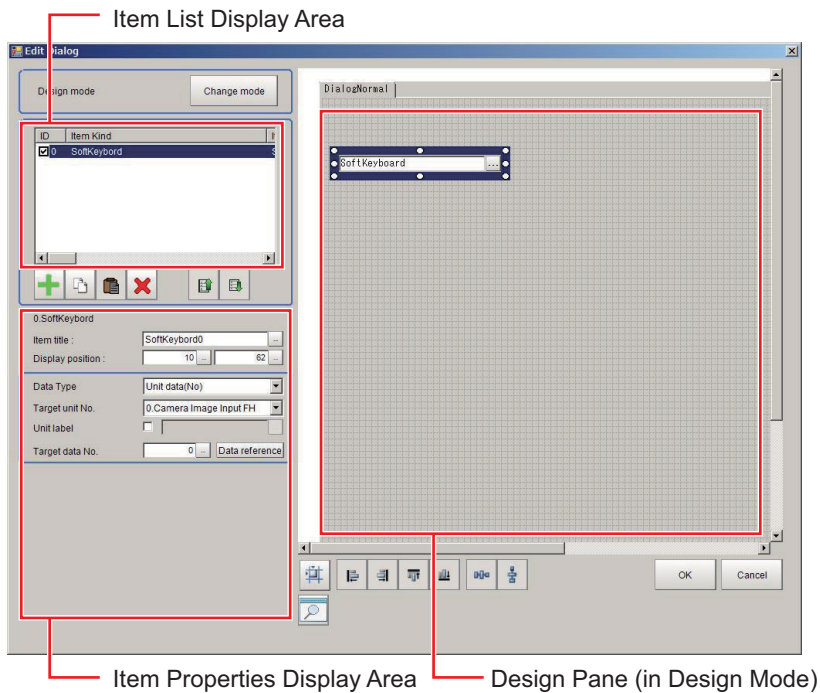 Item List Display Area
Edit Dialog
Design mode
Change mode
DialogNormal
ID Item Kind
0 SoftKeybord
SoftKeyboard ...
0.SoftKeybord
Item title : SoftKeybord0 ...
Display position : 10 ... 62 ...
Data Type Unit data(No)
Target unit No. 0.Camera Image Input FH
Unit label
Target data No. 0 ... Data reference
OK Cancel
Item Properties Display Area
Design Pane (in Design Mode)